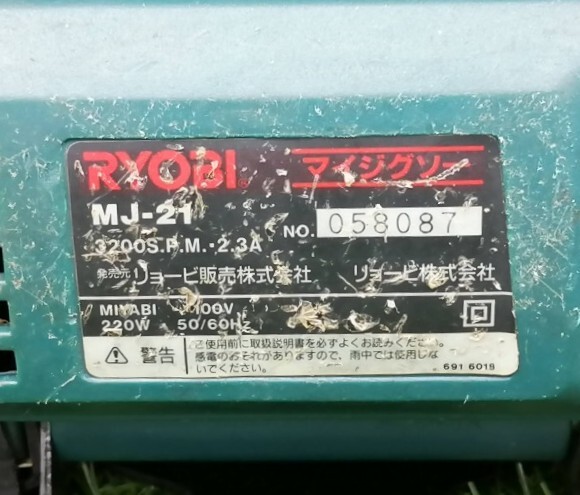 RYOBI® マイジグソー
MJ-21 NO. 058087
3200S.P.M.·2.3A
発売元 リョービ販売株式会社 リョービ株式会社
MIYABI 100V
220W 50/60Hz
警告 使用前に取扱説明書を必ずよくお読みください。
感電のおそれがありますので、雨中では使用しな
いでください。
691 6018